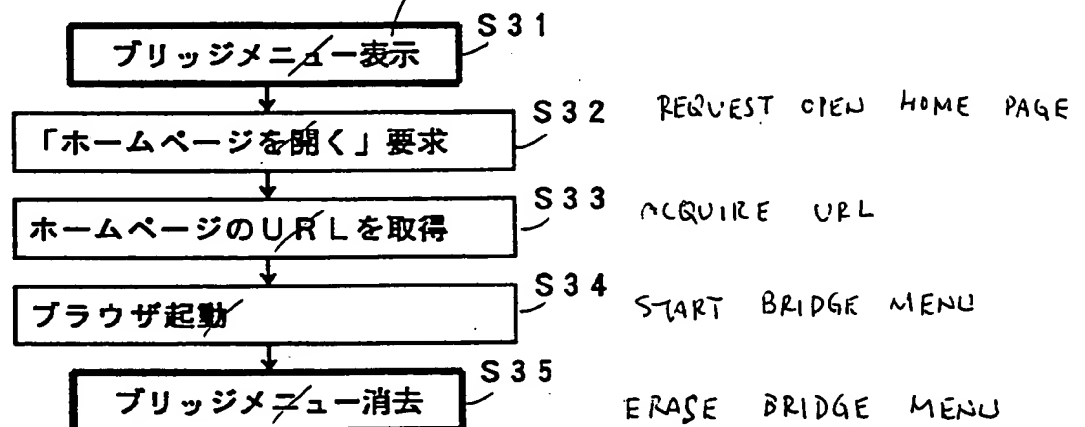 ブリッジメニュー表示 S31
「ホームページを開く」要求 S32 REQUEST OPEN HOME PAGE
ホームページのURLを取得 S33 ACQUIRE URL
ブラウザ起動 S34 START BRIDGE MENU
ブリッジメニュー消去 S35 ERASE BRIDGE MENU